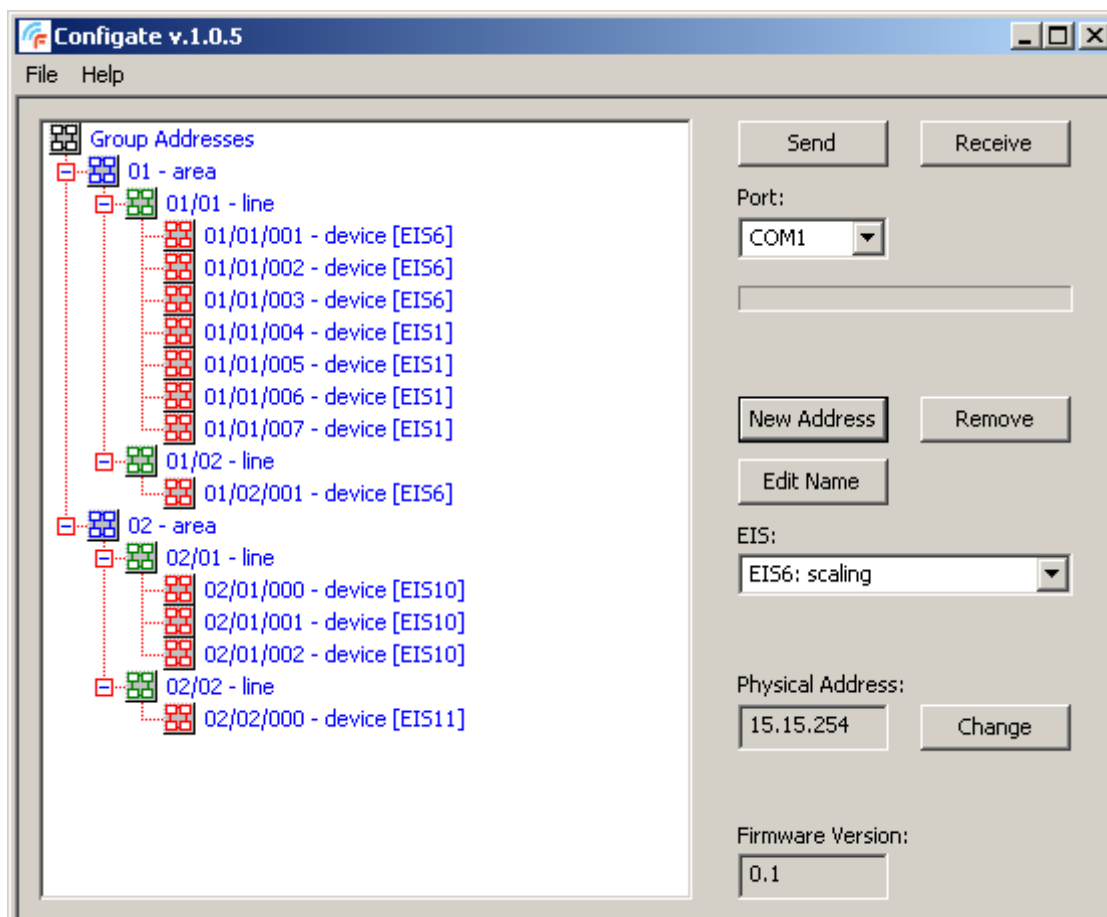 Configate v.1.0.5
File Help
Group Addresses
01 - area
01/01 - line
01/01/001 - device [EIS6]
01/01/002 - device [EIS6]
01/01/003 - device [EIS6]
01/01/004 - device [EIS1]
01/01/005 - device [EIS1]
01/01/006 - device [EIS1]
01/01/007 - device [EIS1]
01/02 - line
01/02/001 - device [EIS6]
02 - area
02/01 - line
02/01/000 - device [EIS10]
02/01/001 - device [EIS10]
02/01/002 - device [EIS10]
02/02 - line
02/02/000 - device [EIS11]
Send Receive
Port:
COM1
New Address Remove
Edit Name
EIS:
EIS6: scaling
Physical Address:
15.15.254 Change
Firmware Version:
0.1